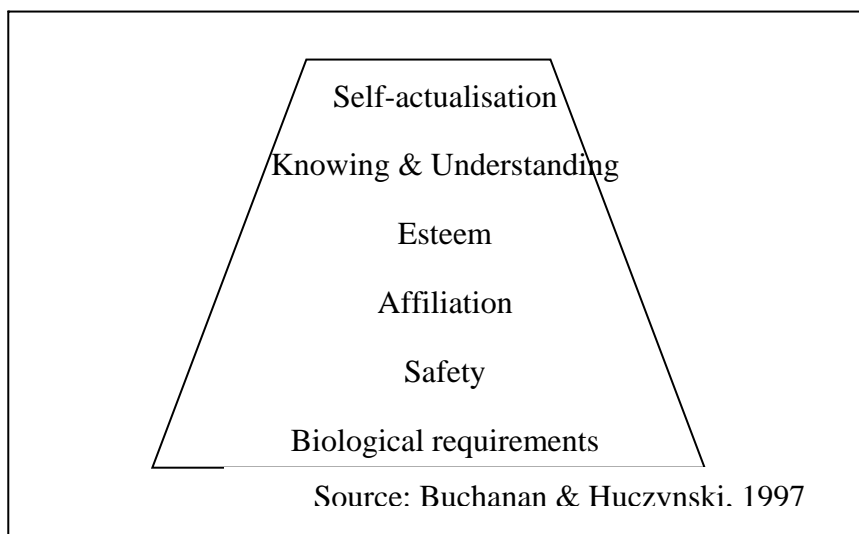 Self-actualisation
Knowing & Understanding
Esteem
Affiliation
Safety
Biological requirements
Source: Buchanan & Huczynski, 1997